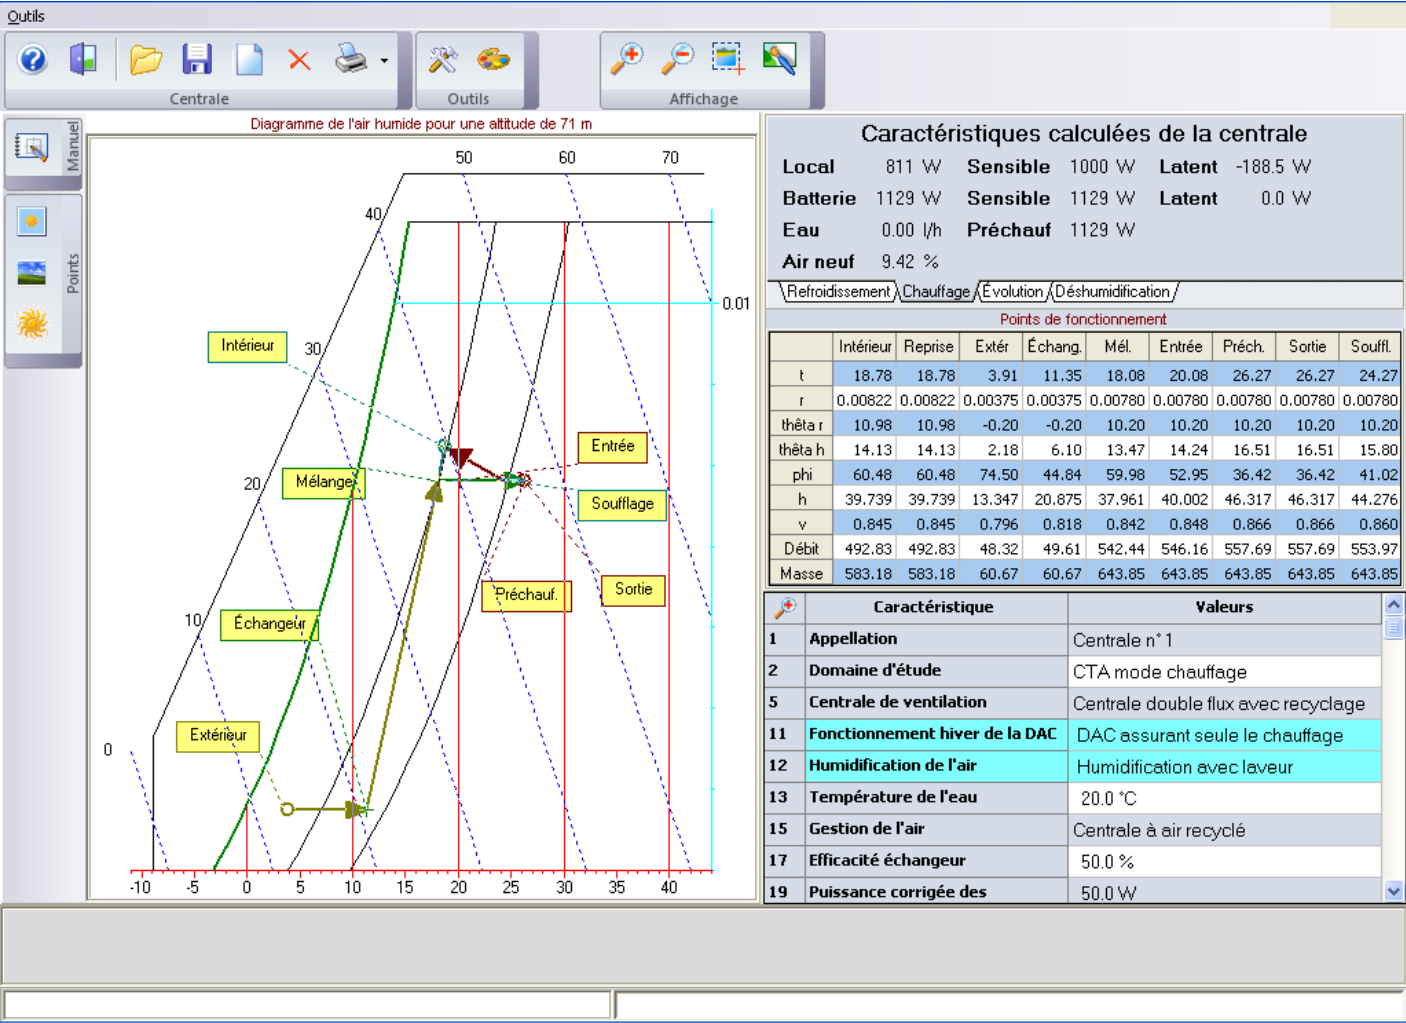 Outils
Centrale
Outils
Affichage
Manuel
Points
Diagramme de l'air humide pour une altitude de 71 m
50 60 70
40
0.01
Intérieur
30
Entrée
Mélange
20
Soufflage
Préchauf.
Sortie
10
Échangeur
Extérieur
0
-10 -5 0 5 10 15 20 25 30 35 40
Caractéristiques calculées de la centrale
Local 811 W Sensible 1000 W Latent -188.5 W
Batterie 1129 W Sensible 1129 W Latent 0.0 W
Eau 0.00 l/h Préchauf 1129 W
Air neuf 9.42 %
Refroidissement Chauffage Évolution Déshumidification
Points de fonctionnement
Intérieur Reprise Extér Échang. Mél. Entrée Préch. Sortie Souffl.
t 18.78 18.78 3.91 11.35 18.08 20.08 26.27 26.27 24.27
r 0.00822 0.00822 0.00375 0.00375 0.00780 0.00780 0.00780 0.00780 0.00780
thêta r 10.98 10.98 -0.20 -0.20 10.20 10.20 10.20 10.20 10.20
thêta h 14.13 14.13 2.18 6.10 13.47 14.24 16.51 16.51 15.80
phi 60.48 60.48 74.50 44.84 59.98 52.95 36.42 36.42 41.02
h 39.739 39.739 13.347 20.875 37.961 40.002 46.317 46.317 44.276
v 0.845 0.845 0.796 0.818 0.842 0.848 0.866 0.866 0.860
Débit 492.83 492.83 48.32 49.61 542.44 546.16 557.69 557.69 553.97
Masse 583.18 583.18 60.67 60.67 643.85 643.85 643.85 643.85 643.85
Caractéristique Valeurs
1 Appellation Centrale n°1
2 Domaine d'étude CTA mode chauffage
5 Centrale de ventilation Centrale double flux avec recyclage
11 Fonctionnement hiver de la DAC DAC assurant seule le chauffage
12 Humidification de l'air Humidification avec laveur
13 Température de l'eau 20.0 °C
15 Gestion de l'air Centrale à air recyclé
17 Efficacité échangeur 50.0 %
19 Puissance corrigée des 50.0 W